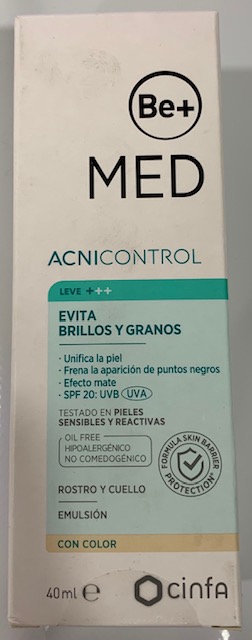 Be+
MED
ACNICONTROL
LEVE +++
EVITA
BRILLOS Y GRANOS
· Unifica la piel
· Frena la aparición de puntos negros
· Efecto mate
· SPF 20: UVB UVA
TESTADO EN PIELES
SENSIBLES Y REACTIVAS
OIL FREE
HIPOALERGÉNICO
NO COMEDOGÉNICO
FORMULA SKIN BARRIER
PROTECTION+
ROSTRO Y CUELLO
EMULSIÓN
CON COLOR
40ml e
cinfa